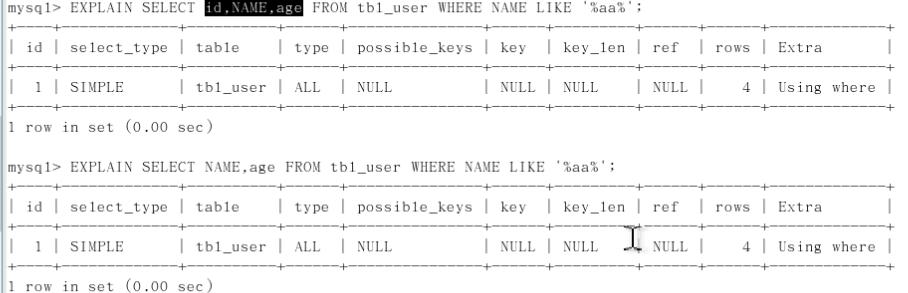 mysql> EXPLAIN SELECT id,NAME,age FROM tbl_user WHERE NAME LIKE '%aa%';
+----+-------------+----------+------+---------------+------+---------+------+------+-------------+
| id | select_type | table | type | possible_keys | key | key_len | ref | rows | Extra |
+----+-------------+----------+------+---------------+------+---------+------+------+-------------+
| 1 | SIMPLE | tbl_user | ALL | NULL | NULL | NULL | NULL | 4 | Using where |
+----+-------------+----------+------+---------------+------+---------+------+------+-------------+
1 row in set (0.00 sec)
mysql> EXPLAIN SELECT NAME,age FROM tbl_user WHERE NAME LIKE '%aa%';
+----+-------------+----------+------+---------------+------+---------+------+------+-------------+
| id | select_type | table | type | possible_keys | key | key_len | ref | rows | Extra |
+----+-------------+----------+------+---------------+------+---------+------+------+-------------+
| 1 | SIMPLE | tbl_user | ALL | NULL | NULL | NULL | NULL | 4 | Using where |
+----+-------------+----------+------+---------------+------+---------+------+------+-------------+
1 row in set (0.00 sec)